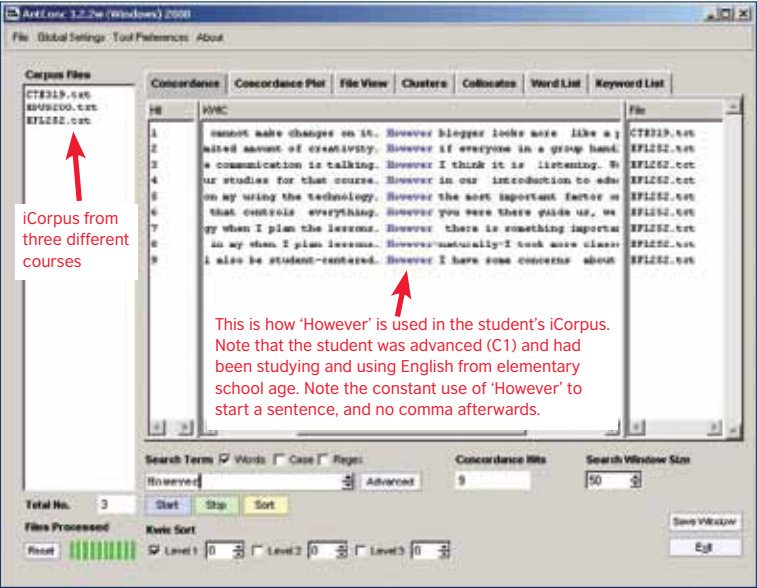 AntConc 3.2.2w (Windows) 2008
File Global Settings Tool Preferences About
Corpus Files
CTE319.txt
EFL252.txt
Concordance Concordance Plot File View Clusters Collocates Word List Keyword List
Hit KWIC File
1 cannot make changes on it. However blogger looks more like a CTE319.txt
2 amount of creativity. However if everyone in a group hand EFL252.txt
3 e communication is talking. However I think it is listening. EFL252.txt
4 ur studies for that course. However in our introduction to EFL252.txt
5 on my using the technology. However the most important factor EFL252.txt
6 that controls everything. However you were there guide us, we EFL252.txt
7 gy when I plan the lessons. However there is something importa EFL252.txt
8 in my when I plan lessons. However-naturally-I took more EFL252.txt
9 i also be student-centered. However I have some concerns about EFL252.txt
iCorpus from
three different
courses
This is how ‘However’ is used in the student’s iCorpus.
Note that the student was advanced (C1) and had
been studying and using English from elementary
school age. Note the constant use of ‘However’ to
start a sentence, and no comma afterwards.
Search Term Words Case Regex Concordance Hits Search Window Size
However Advanced 9 50
Total No. 3 Start Stop Sort
Files Processed Kwic Sort
Save Window
Reset Level 1 0 Level 2 0 Level 3 0 Exit